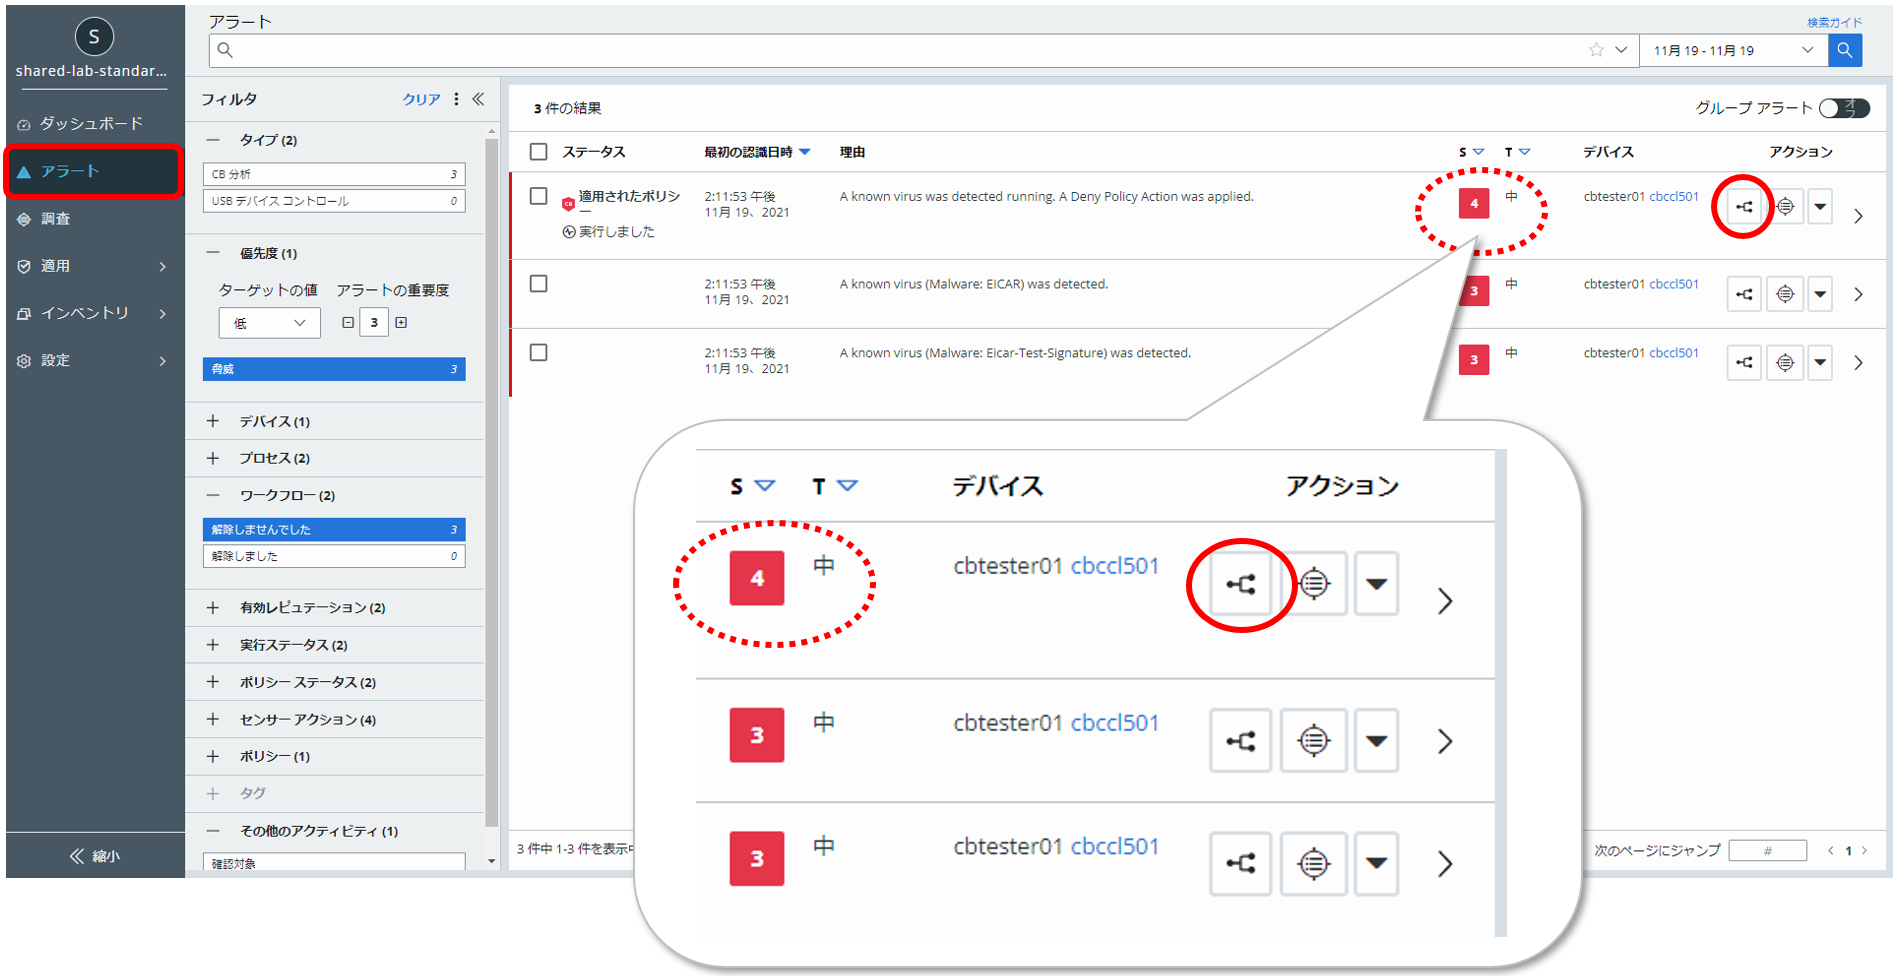 S
shared-lab-standar...
ダッシュボード
アラート
調査
適用
インベントリ
設定
縮小
アラート
検索ガイド
11月 19 - 11月 19
フィルタ
クリア
タイプ (2)
CB 分析 3
USB デバイス コントロール 0
優先度 (1)
ターゲットの値 アラートの重要度
低 3
脅威 3
デバイス (1)
プロセス (2)
ワークフロー (2)
解除しませんでした 3
解除しました 0
有効レピュテーション (2)
実行ステータス (2)
ポリシー ステータス (2)
センサー アクション (4)
ポリシー (1)
タグ
その他のアクティビティ (1)
確認対象
3 件の結果
グループ アラート オフ
ステータス 最初の認識日時 理由 S T デバイス アクション
CB 適用されたポリシー
実行しました
2:11:53 午後
11月 19、2021
A known virus was detected running. A Deny Policy Action was applied.
4 中 cbtester01 cbccl501
2:11:53 午後
11月 19、2021
A known virus (Malware: EICAR) was detected.
3 中 cbtester01 cbccl501
2:11:53 午後
11月 19、2021
A known virus (Malware: Eicar-Test-Signature) was detected.
3 中 cbtester01 cbccl501
S T デバイス アクション
4 中 cbtester01 cbccl501
3 中 cbtester01 cbccl501
3 中 cbtester01 cbccl501
3 件中 1-3 件を表示中
次のページにジャンプ # 1